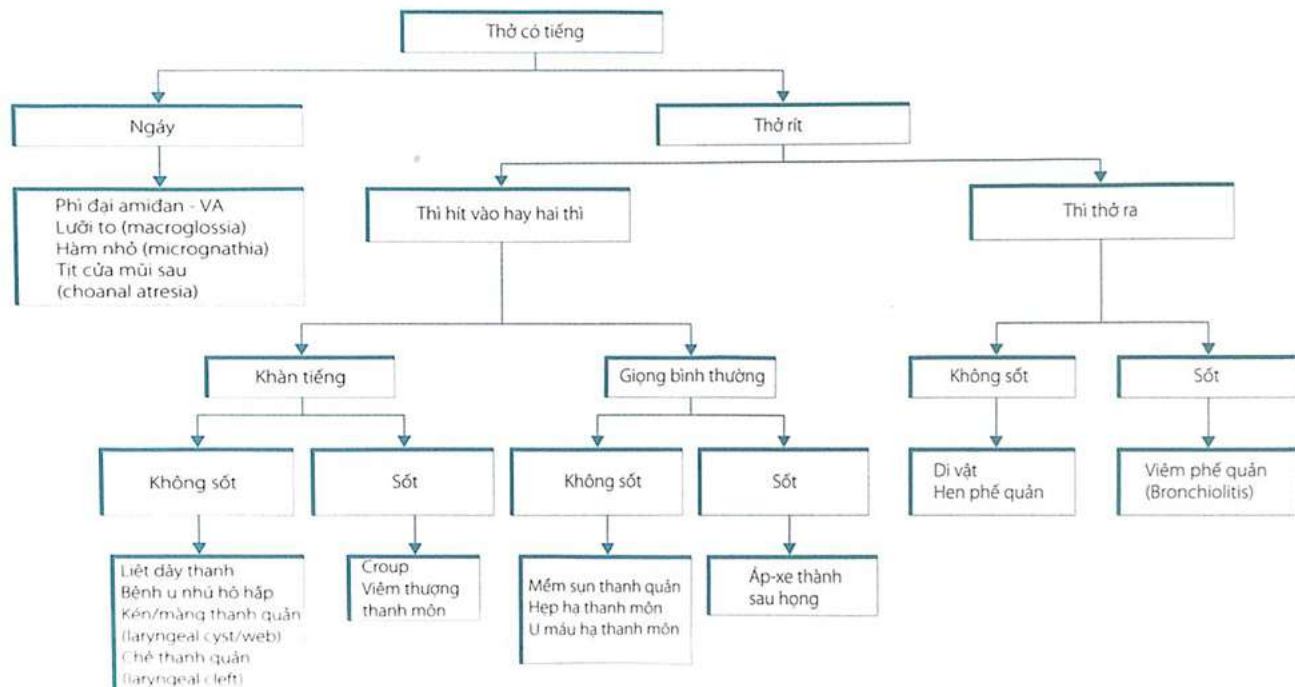 Thở có tiếng
Ngáy
Thở rít
Phì đại amiđan - VA
Lưỡi to (macroglossia)
Hàm nhỏ (micrognathia)
Tịt cửa mũi sau
(choanal atresia)
Thì hít vào hay hai thì
Thì thở ra
Khàn tiếng
Giọng bình thường
Không sốt
Sốt
Không sốt
Sốt
Không sốt
Sốt
Dị vật
Hen phế quản
Viêm phế quản
(Bronchiolitis)
Liệt dây thanh
Bệnh u nhú hô hấp
Kén/màng thanh quản
(laryngeal cyst/web)
Chẻ thanh quản
(laryngeal cleft)
Croup
Viêm thượng
thanh môn
Mềm sụn thanh quản
Hẹp hạ thanh môn
U máu hạ thanh môn
Áp-xe thành
sau họng